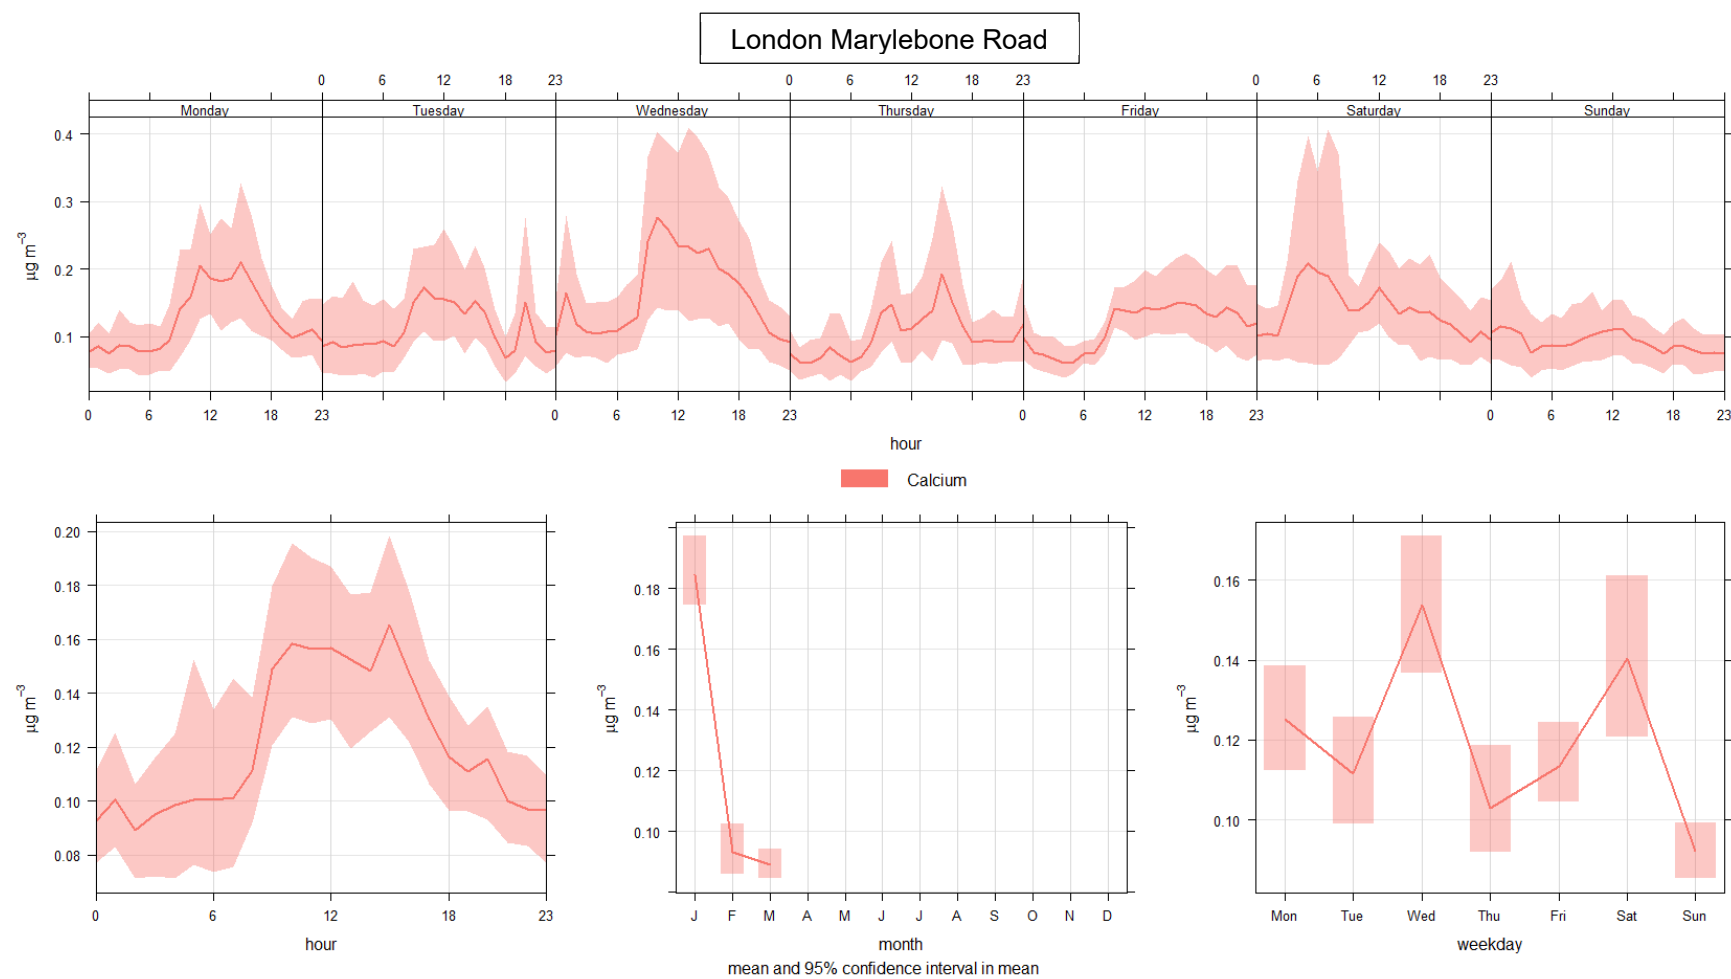 London Marylebone Road
0 6 12 18 23 0 6 12 18 23 0 6 12 18 23
Monday Tuesday Wednesday Thursday Friday Saturday Sunday
0.4
0.3
0.2
0.1
µg m⁻³
0 6 12 18 23 0 6 12 18 23 0 6 12 18 23 0 6 12 18 23
hour
Calcium
0.20
0.18
0.16
0.14
0.12
0.10
0.08
µg m⁻³
0 6 12 18 23
hour
0.18
0.16
0.14
0.12
0.10
µg m⁻³
J F M A M J J A S O N D
month
0.16
0.14
0.12
0.10
µg m⁻³
Mon Tue Wed Thu Fri Sat Sun
weekday
mean and 95% confidence interval in mean